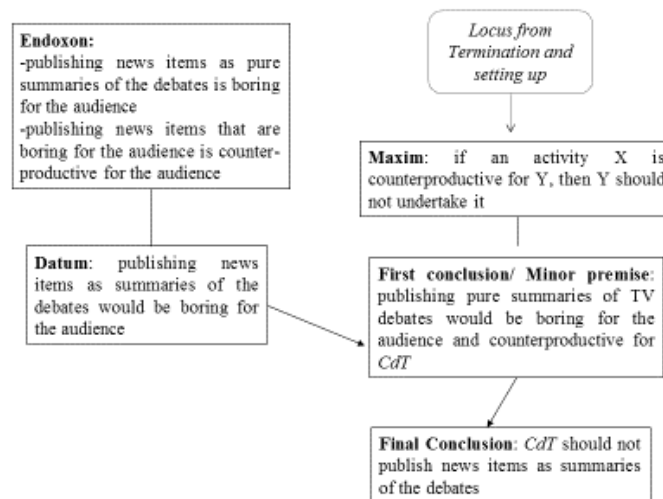 Endoxon:
-publishing news items as pure
summaries of the debates is boring
for the audience
-publishing news items that are
boring for the audience is counter-
productive for the audience
Locus from
Termination and
setting up
Maxim: if an activity X is
counterproductive for Y, then Y should
not undertake it
Datum: publishing news
items as summaries of the
debates would be boring for
the audience
First conclusion/ Minor premise:
publishing pure summaries of TV
debates would be boring for the
audience and counterproductive for
CdT
Final Conclusion: CdT should not
publish news items as summaries
of the debates